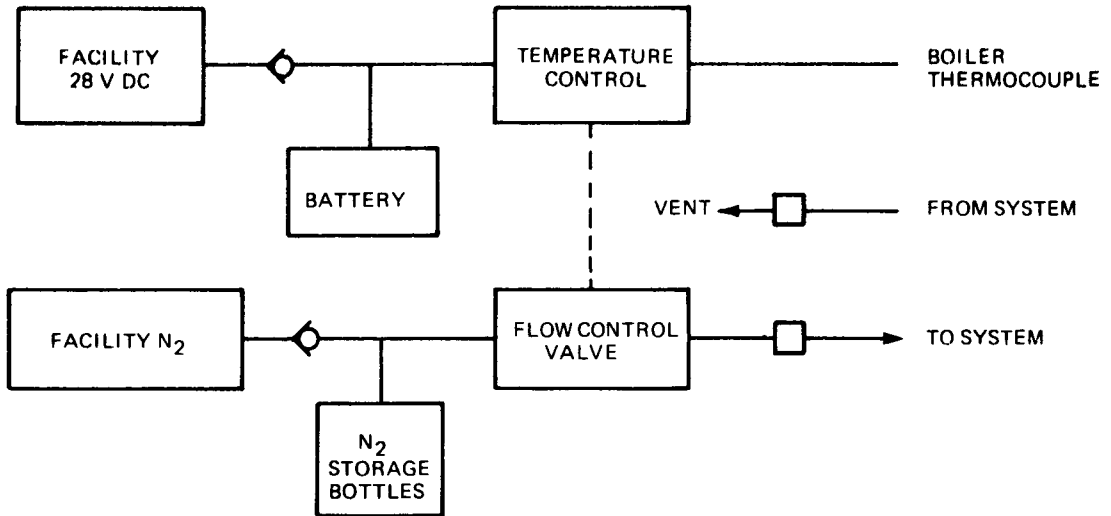 FACILITY
28 V DC
TEMPERATURE
CONTROL
BOILER
THERMOCOUPLE
BATTERY
VENT
FROM SYSTEM
FACILITY N₂
FLOW CONTROL
VALVE
TO SYSTEM
N₂
STORAGE
BOTTLES